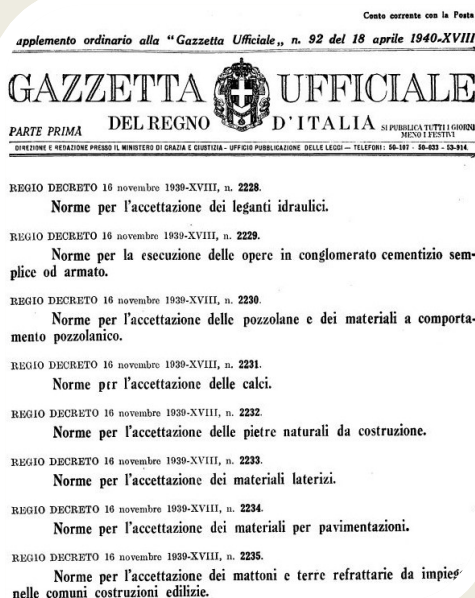 Conto corrente con la Posta
applemento ordinario alla “Gazzetta Ufficiale„ n. 92 del 18 aprile 1940-XVIII
GAZZETTA UFFICIALE
PARTE PRIMA DEL REGNO D'ITALIA SI PUBBLICA TUTTI I GIORNI
MENO I FESTIVI
DIREZIONE E REDAZIONE PRESSO IL MINISTERO DI GRAZIA E GIUSTIZIA - UFFICIO PUBBLICAZIONE DELLE LEGGI — TELEFONI: 50-107 - 50-033 - 53-914
REGIO DECRETO 16 novembre 1939-XVIII, n. 2228.
Norme per l'accettazione dei leganti idraulici.
REGIO DECRETO 16 novembre 1939-XVIII, n. 2229.
Norme per la esecuzione delle opere in conglomerato cementizio sem-
plice od armato.
REGIO DECRETO 16 novembre 1939-XVIII, n. 2230.
Norme per l'accettazione delle pozzolane e dei materiali a comporta-
mento pozzolanico.
REGIO DECRETO 16 novembre 1939-XVIII, n. 2231.
Norme per l'accettazione delle calci.
REGIO DECRETO 16 novembre 1939-XVIII, n. 2232.
Norme per l'accettazione delle pietre naturali da costruzione.
REGIO DECRETO 16 novembre 1939-XVIII, n. 2233.
Norme per l'accettazione dei materiali laterizi.
REGIO DECRETO 16 novembre 1939-XVIII, n. 2234.
Norme per l'accettazione dei materiali per pavimentazioni.
REGIO DECRETO 16 novembre 1939-XVIII, n. 2235.
Norme per l'accettazione dei mattoni e terre refrattarie da impieg
nelle comuni costruzioni edilizie.